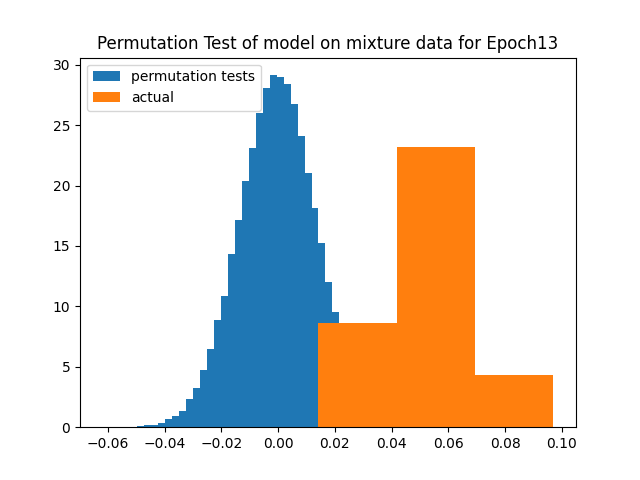 Permutation Test of model on mixture data for Epoch13
permutation tests
actual
30
25
20
15
10
5
0
−0.06 −0.04 −0.02 0.00 0.02 0.04 0.06 0.08 0.10